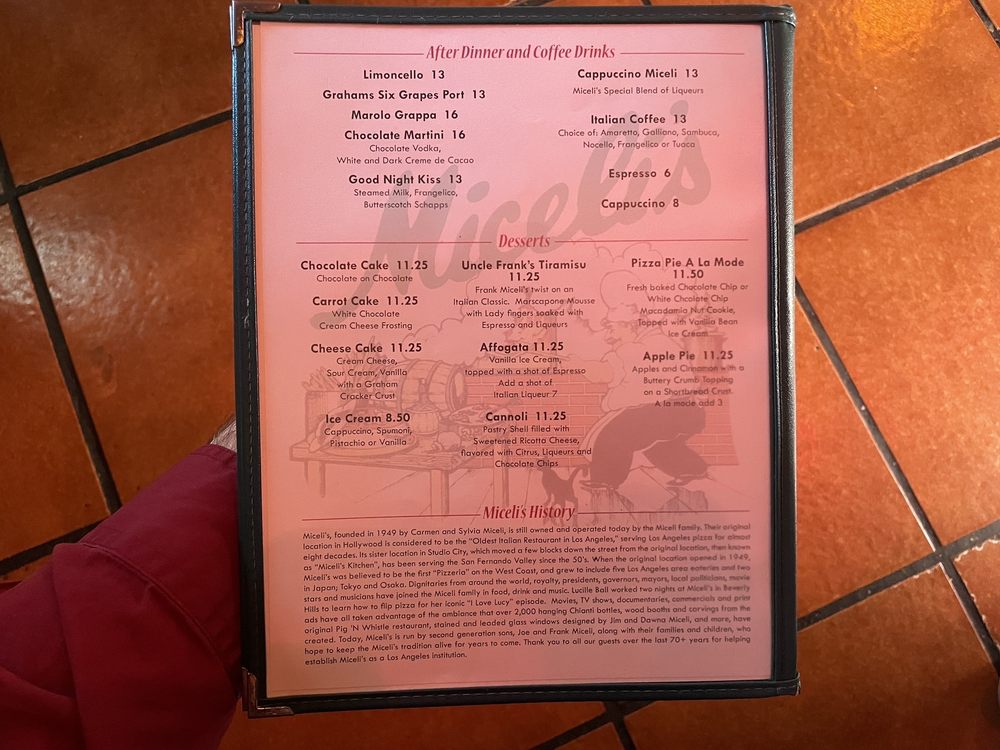 After Dinner and Coffee Drinks
Limoncello 13
Grahams Six Grapes Port 13
Marolo Grappa 16
Chocolate Martini 16
Chocolate Vodka,
White and Dark Creme de Cacao
Good Night Kiss 13
Steamed Milk, Frangelico,
Butterscotch Schapps
Cappuccino Miceli 13
Miceli's Special Blend of Liqueurs
Italian Coffee 13
Choice of: Amaretto, Galliano, Sambuca,
Nocello, Frangelico or Tuaca
Espresso 6
Cappuccino 8
Miceli's
Desserts
Chocolate Cake 11.25
Chocolate on Chocolate
Carrot Cake 11.25
White Chocolate
Cream Cheese Frosting
Cheese Cake 11.25
Cream Cheese,
Sour Cream, Vanilla
with a Graham
Cracker Crust
Ice Cream 8.50
Cappuccino, Spumoni,
Pistachio or Vanilla
Uncle Frank's Tiramisu
11.25
Frank Miceli's twist on an
Italian Classic. Marscapone Mousse
with Lady fingers soaked with
Espresso and Liqueurs
Affogata 11.25
Vanilla Ice Cream,
topped with a shot of Espresso
Add a shot of
Italian Liqueur 7
Cannoli 11.25
Pastry Shell filled with
Sweetened Ricotta Cheese,
flavored with Citrus, Liqueurs and
Chocolate Chips
Pizza Pie A La Mode
11.50
Fresh baked Chocolate Chip or
White Chcolate Chip
Macadamia Nut Cookie,
Topped with Vanilla Bean
Ice Cream
Apple Pie 11.25
Apples and Cinnamon with a
Buttery Crumb Topping
on a Shortbread Crust.
A la mode add 3
Miceli's History
Miceli's, founded in 1949 by Carmen and Sylvia Miceli, is still owned and operated today by the Miceli family. Their original
location in Hollywood is considered to be the "Oldest Italian Restaurant in Los Angeles," serving Los Angeles pizza for almost
eight decades. Its sister location in Studio City, which moved a few blocks down the street from the original location, then known
as "Miceli's Kitchen", has been serving the San Fernando Valley since the 50's. When the original location opened in 1949,
Miceli's was believed to be the first "Pizzeria" on the West Coast, and grew to include five Los Angeles area eateries and two
in Japan; Tokyo and Osaka. Dignitaries from around the world, royalty, presidents, governors, mayors, local politicians, movie
stars and musicians have joined the Miceli family in food, drink and music. Lucille Ball worked two nights at Miceli's in Beverly
Hills to learn how to flip pizza for her iconic "I Love Lucy" episode. Movies, TV shows, documentaries, commercials and print
ads have all taken advantage of the ambiance that over 2,000 hanging Chianti bottles, wood booths and carvings from the
original Pig 'N Whistle restaurant, stained and leaded glass windows designed by Jim and Dawna Miceli, and more, have
created. Today, Miceli's is run by second generation sons, Joe and Frank Miceli, along with their families and children, who
hope to keep the Miceli's tradition alive for years to come. Thank you to all our guests over the last 70+ years for helping
establish Miceli's as a Los Angeles institution.